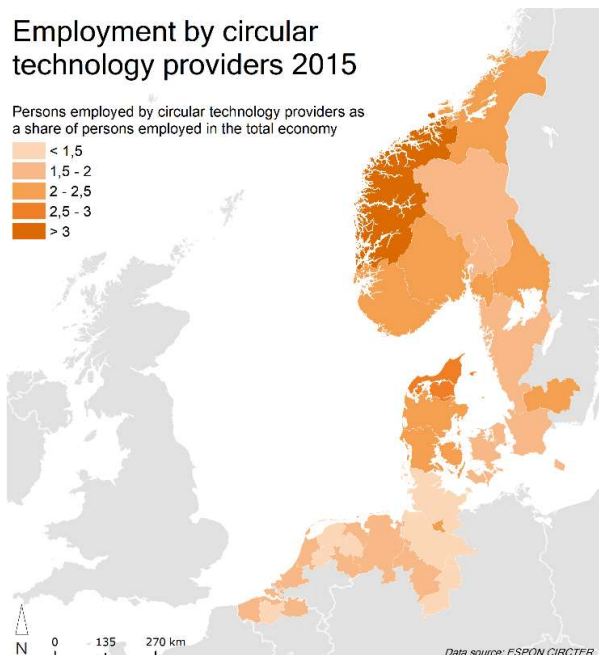 Employment by circular
technology providers 2015
Persons employed by circular technology providers as
a share of persons employed in the total economy
< 1,5
1,5 - 2
2 - 2,5
2,5 - 3
> 3
N
0 135 270 km
Data source: ESPON CIRCTER